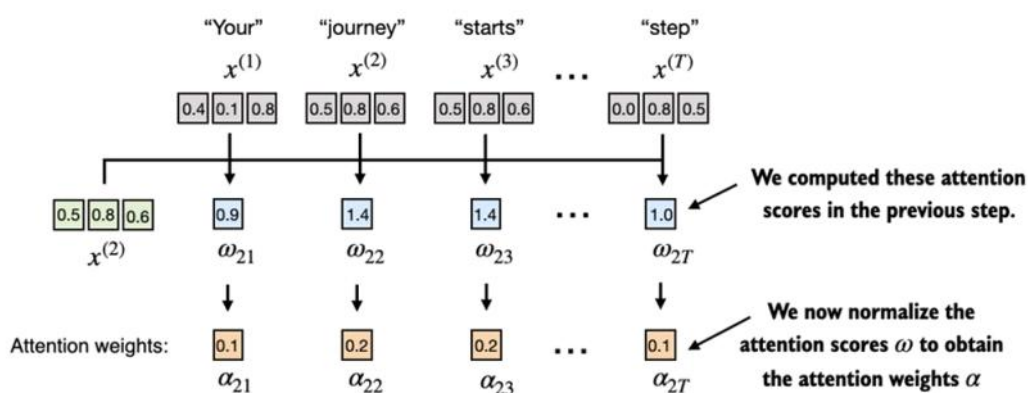 “Your” “journey” “starts” “step”
x(1) x(2) x(3) ... x(T)
0.4 0.1 0.8 0.5 0.8 0.6 0.5 0.8 0.6 0.0 0.8 0.5
We computed these attention
scores in the previous step.
0.5 0.8 0.6 0.9 1.4 1.4 ... 1.0
x(2) ω21 ω22 ω23 ω2T
We now normalize the
attention scores ω to obtain
the attention weights α
Attention weights: 0.1 0.2 0.2 ... 0.1
α21 α22 α23 α2T